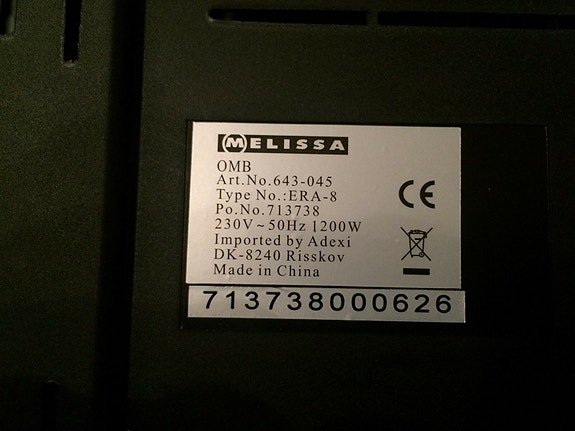 MELISSA
OMB
Art.No.643-045
Type No.:ERA-8
Po.No.713738
230V~50Hz 1200W
Imported by Adexi
DK-8240 Risskov
Made in China
CE
713738000626